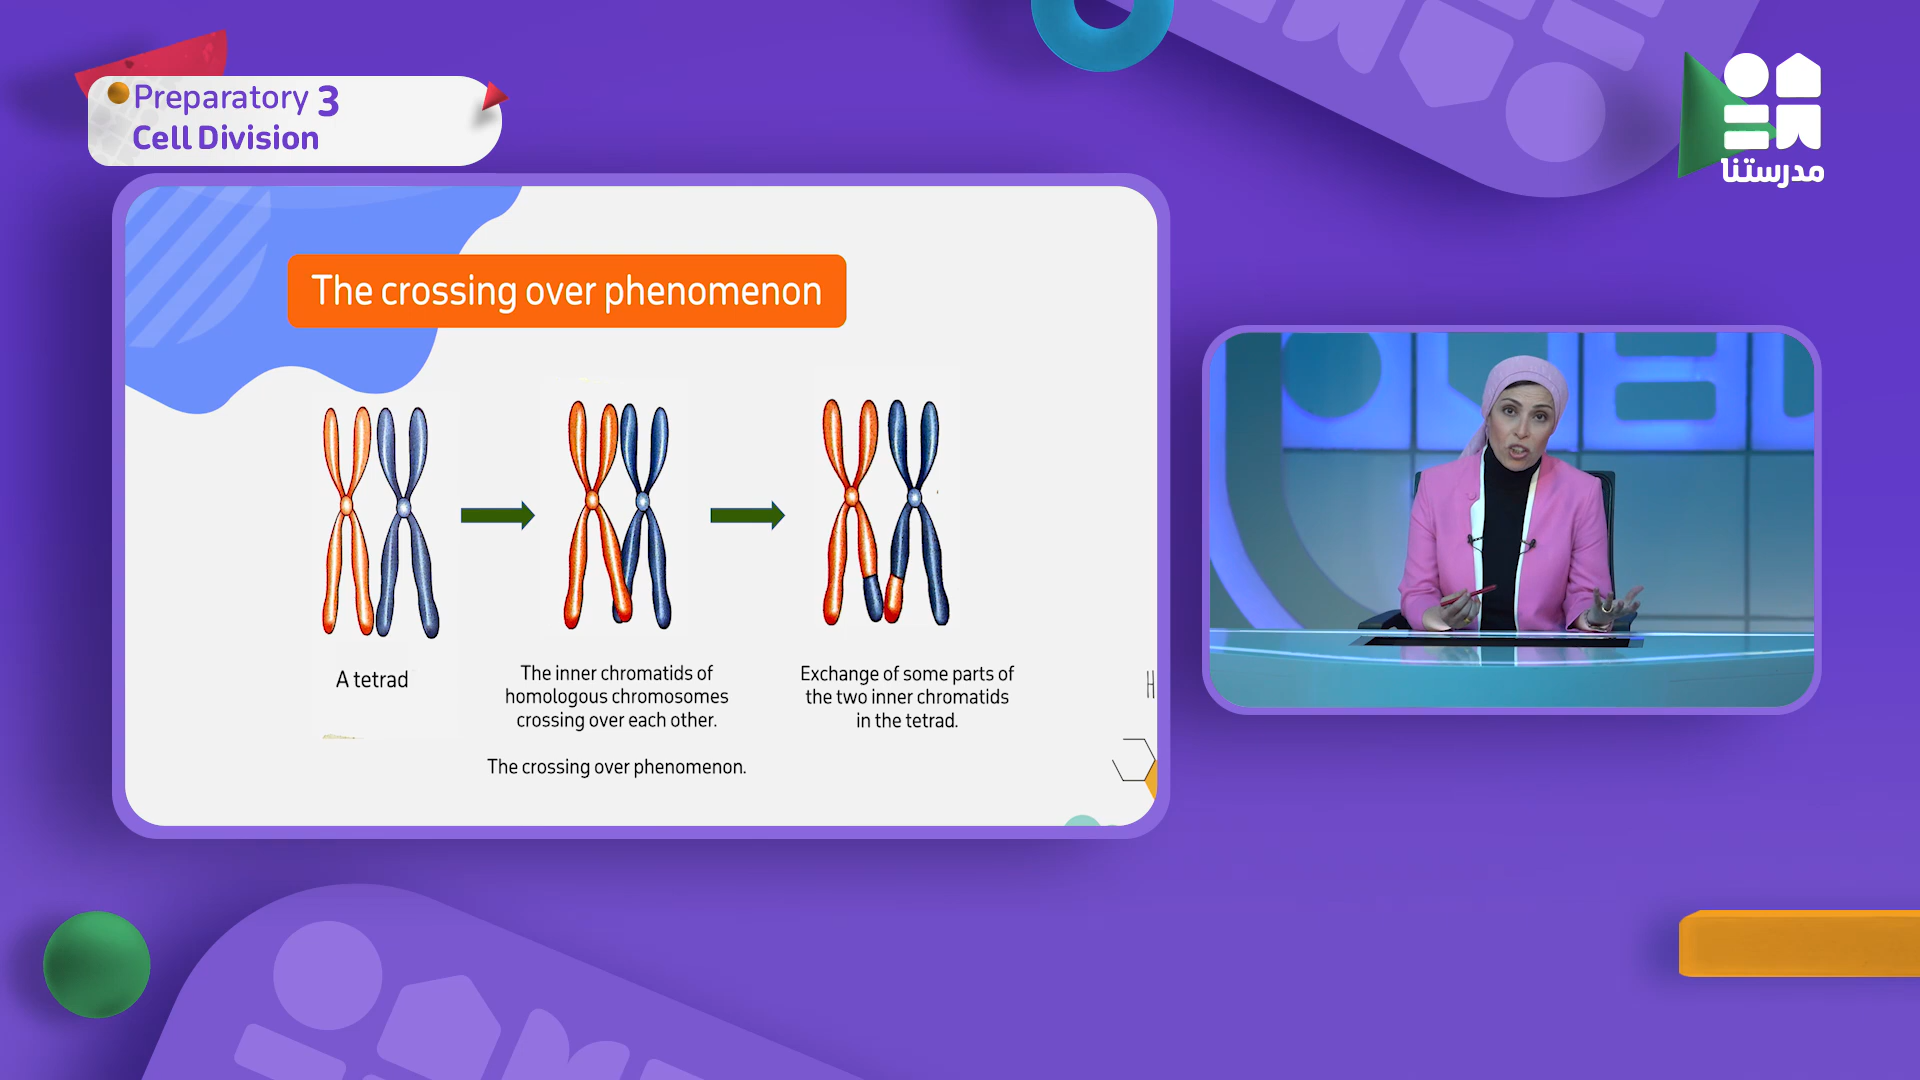 Preparatory 3
Cell Division
مدرستنا
The crossing over phenomenon
A tetrad
The inner chromatids of
homologous chromosomes
crossing over each other.
Exchange of some parts of
the two inner chromatids
in the tetrad.
H
The crossing over phenomenon.